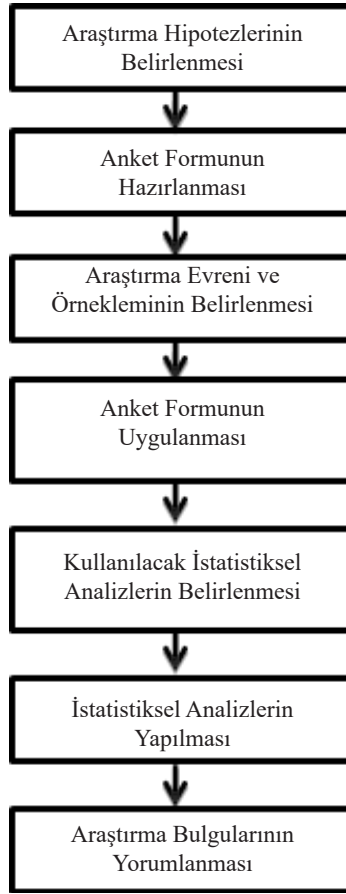 Araştırma Hipotezlerinin
Belirlenmesi
Anket Formunun
Hazırlanması
Araştırma Evreni ve
Örnekleminin Belirlenmesi
Anket Formunun
Uygulanması
Kullanılacak İstatistiksel
Analizlerin Belirlenmesi
İstatistiksel Analizlerin
Yapılması
Araştırma Bulgularının
Yorumlanması